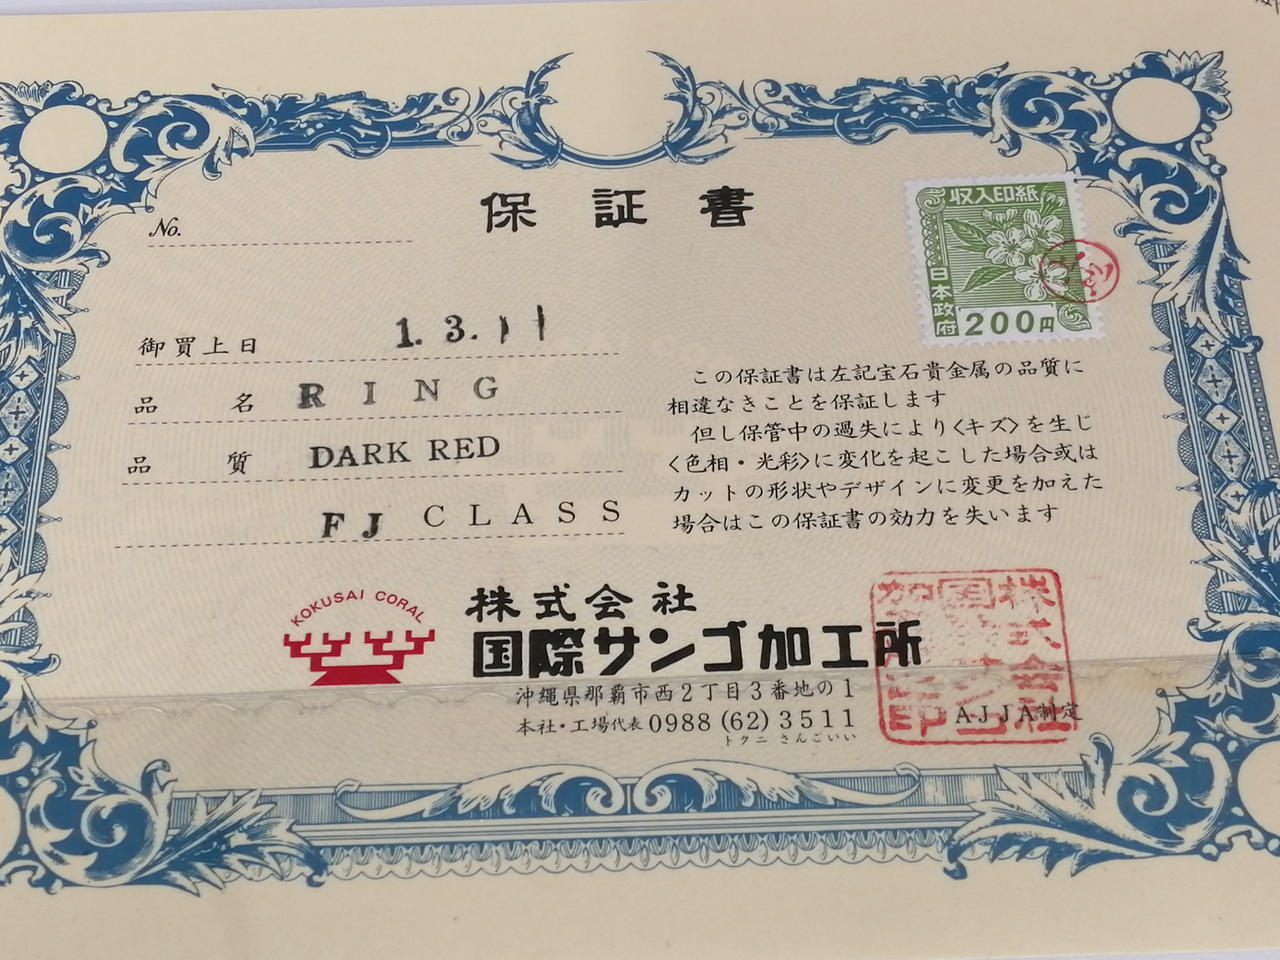 保証書
収入印紙
日本政府
200円
No.
御買上日 1. 3. 11
品名 RING
品質 DARK RED
FJ CLASS
この保証書は左記宝石貴金属の品質に
相違なきことを保証します
但し保管中の過失により〈キズ〉を生じ
〈色相・光彩〉に変化を起こした場合或は
カットの形状やデザインに変更を加えた
場合はこの保証書の効力を失います
KOKUSAI CORAL
株式会社
国際サンゴ加工所
沖縄県那覇市西2丁目3番地の1
本社・工場代表 0988 (62) 3511
トクニ さんごいい
AJJA制定